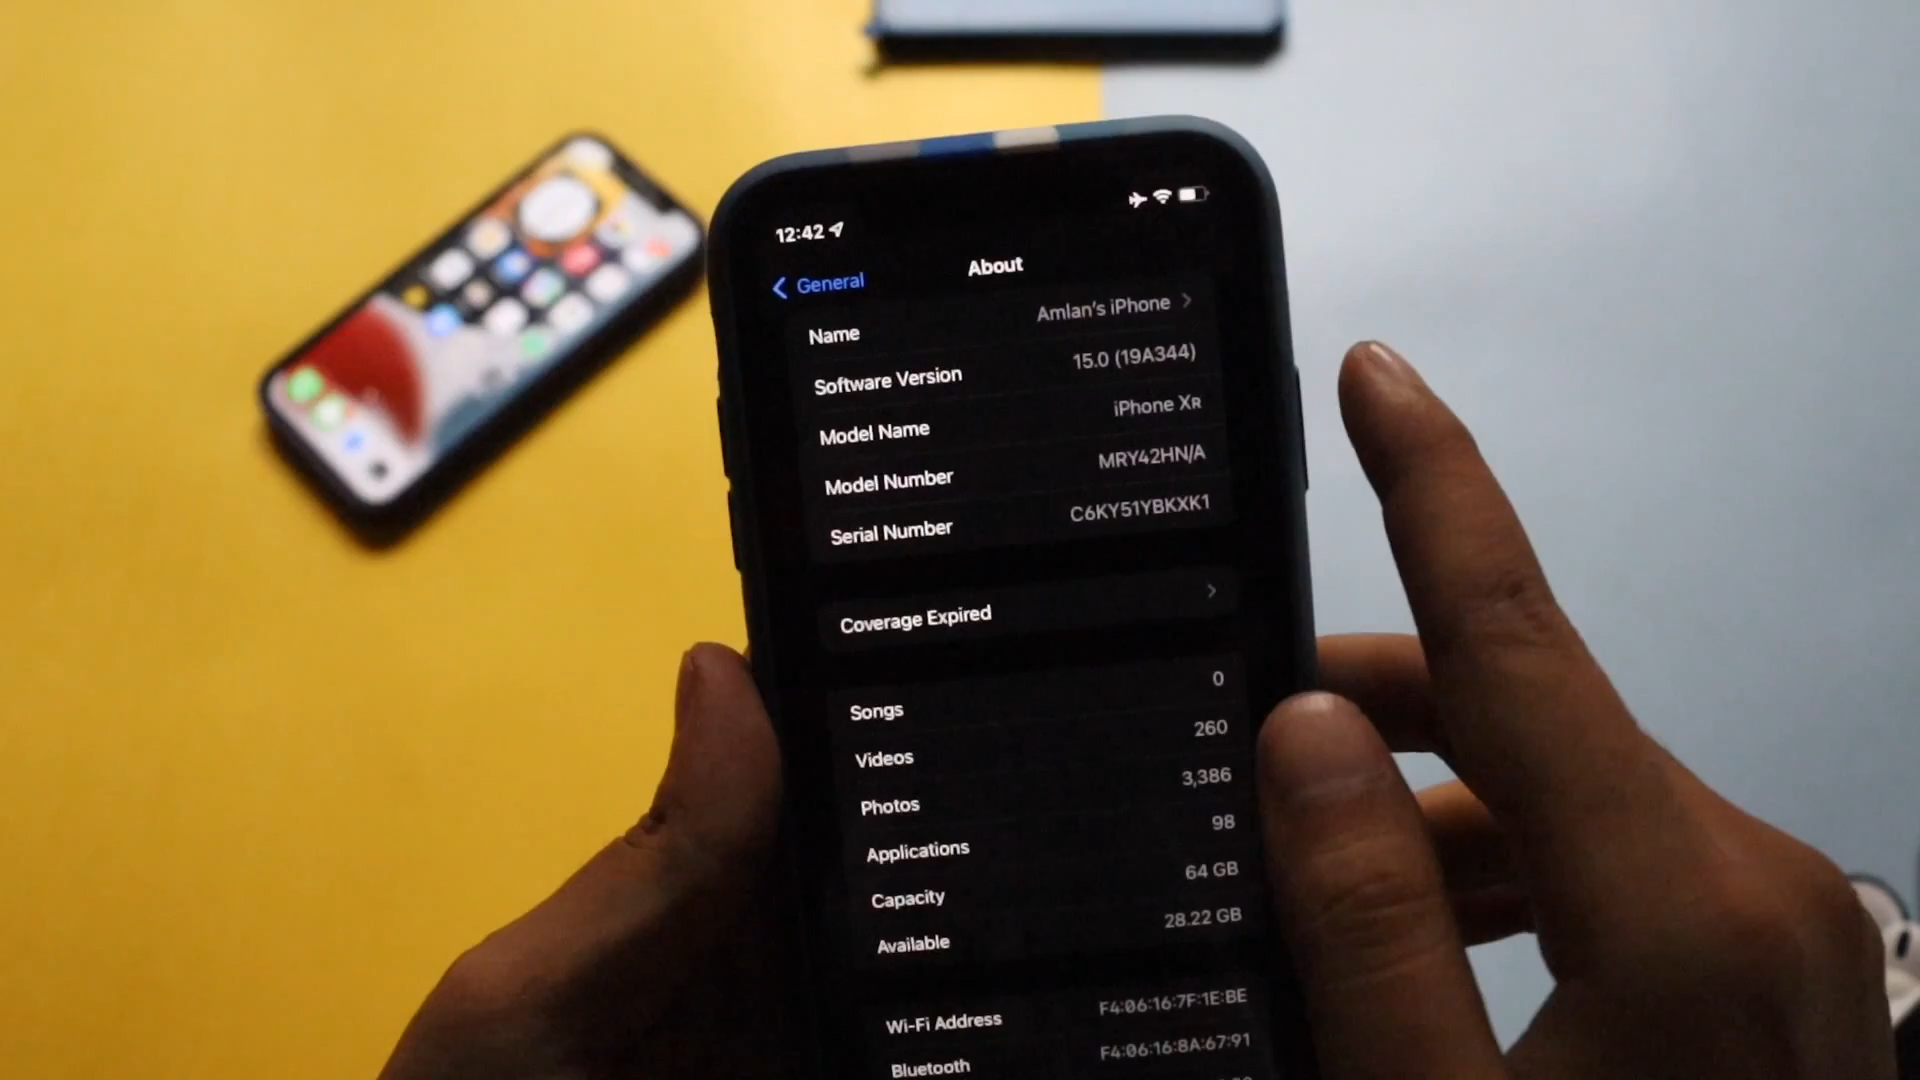 12:42
General
About
Name Amlan's iPhone
Software Version 15.0 (19A344)
Model Name iPhone XR
Model Number MRY42HN/A
Serial Number C6KY51YBKXK1
Coverage Expired
Songs 0
Videos 260
Photos 3,386
Applications 98
Capacity 64 GB
Available 28.22 GB
Wi-Fi Address F4:06:16:7F:1E:BE
Bluetooth F4:06:16:8A:67:91